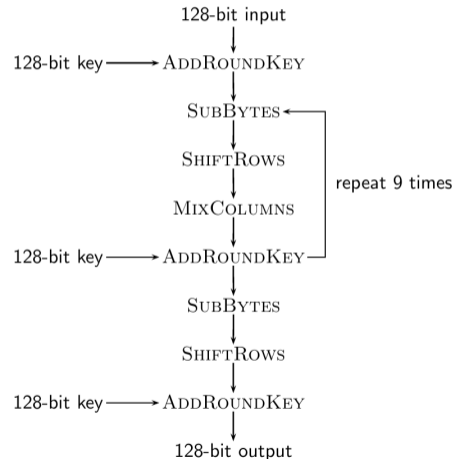 128-bit input
128-bit key ADDROUNDKEY
SUBBYTES
SHIFTROWS
repeat 9 times
MIXCOLUMNS
128-bit key ADDROUNDKEY
SUBBYTES
SHIFTROWS
128-bit key ADDROUNDKEY
128-bit output